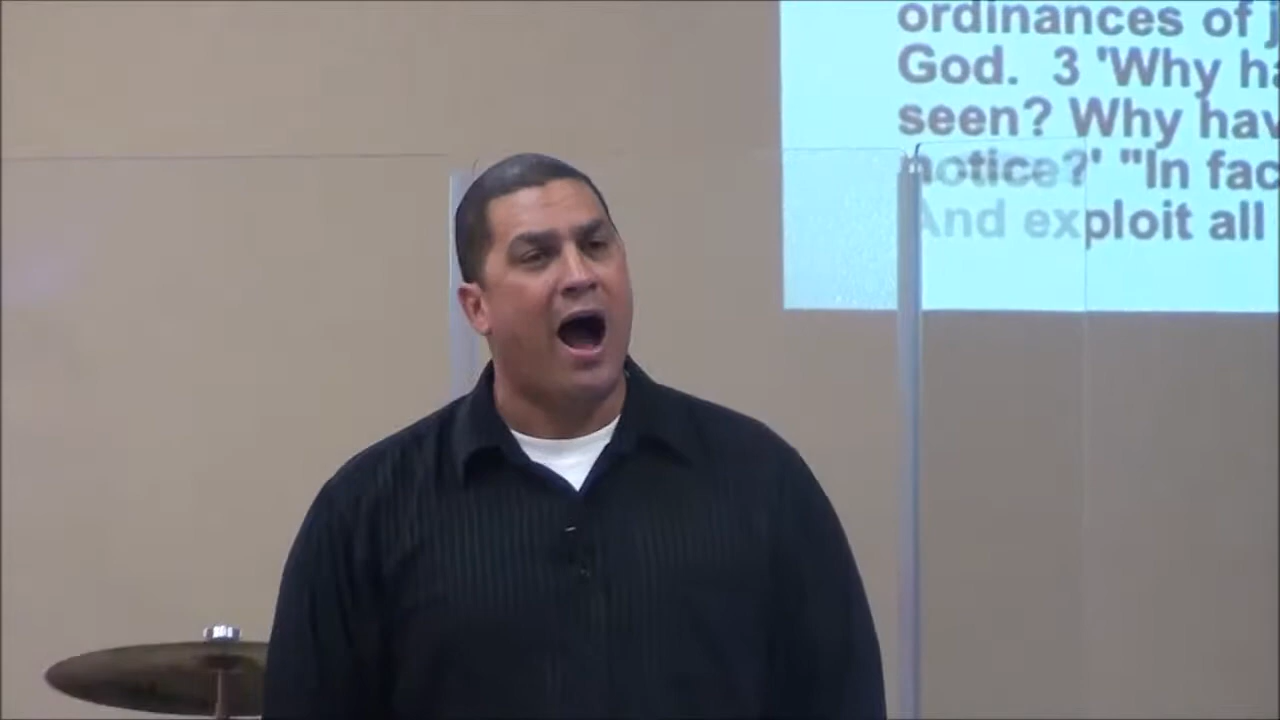 ordinances of j
God. 3 'Why ha
seen? Why hav
notice?' "In fac
And exploit all